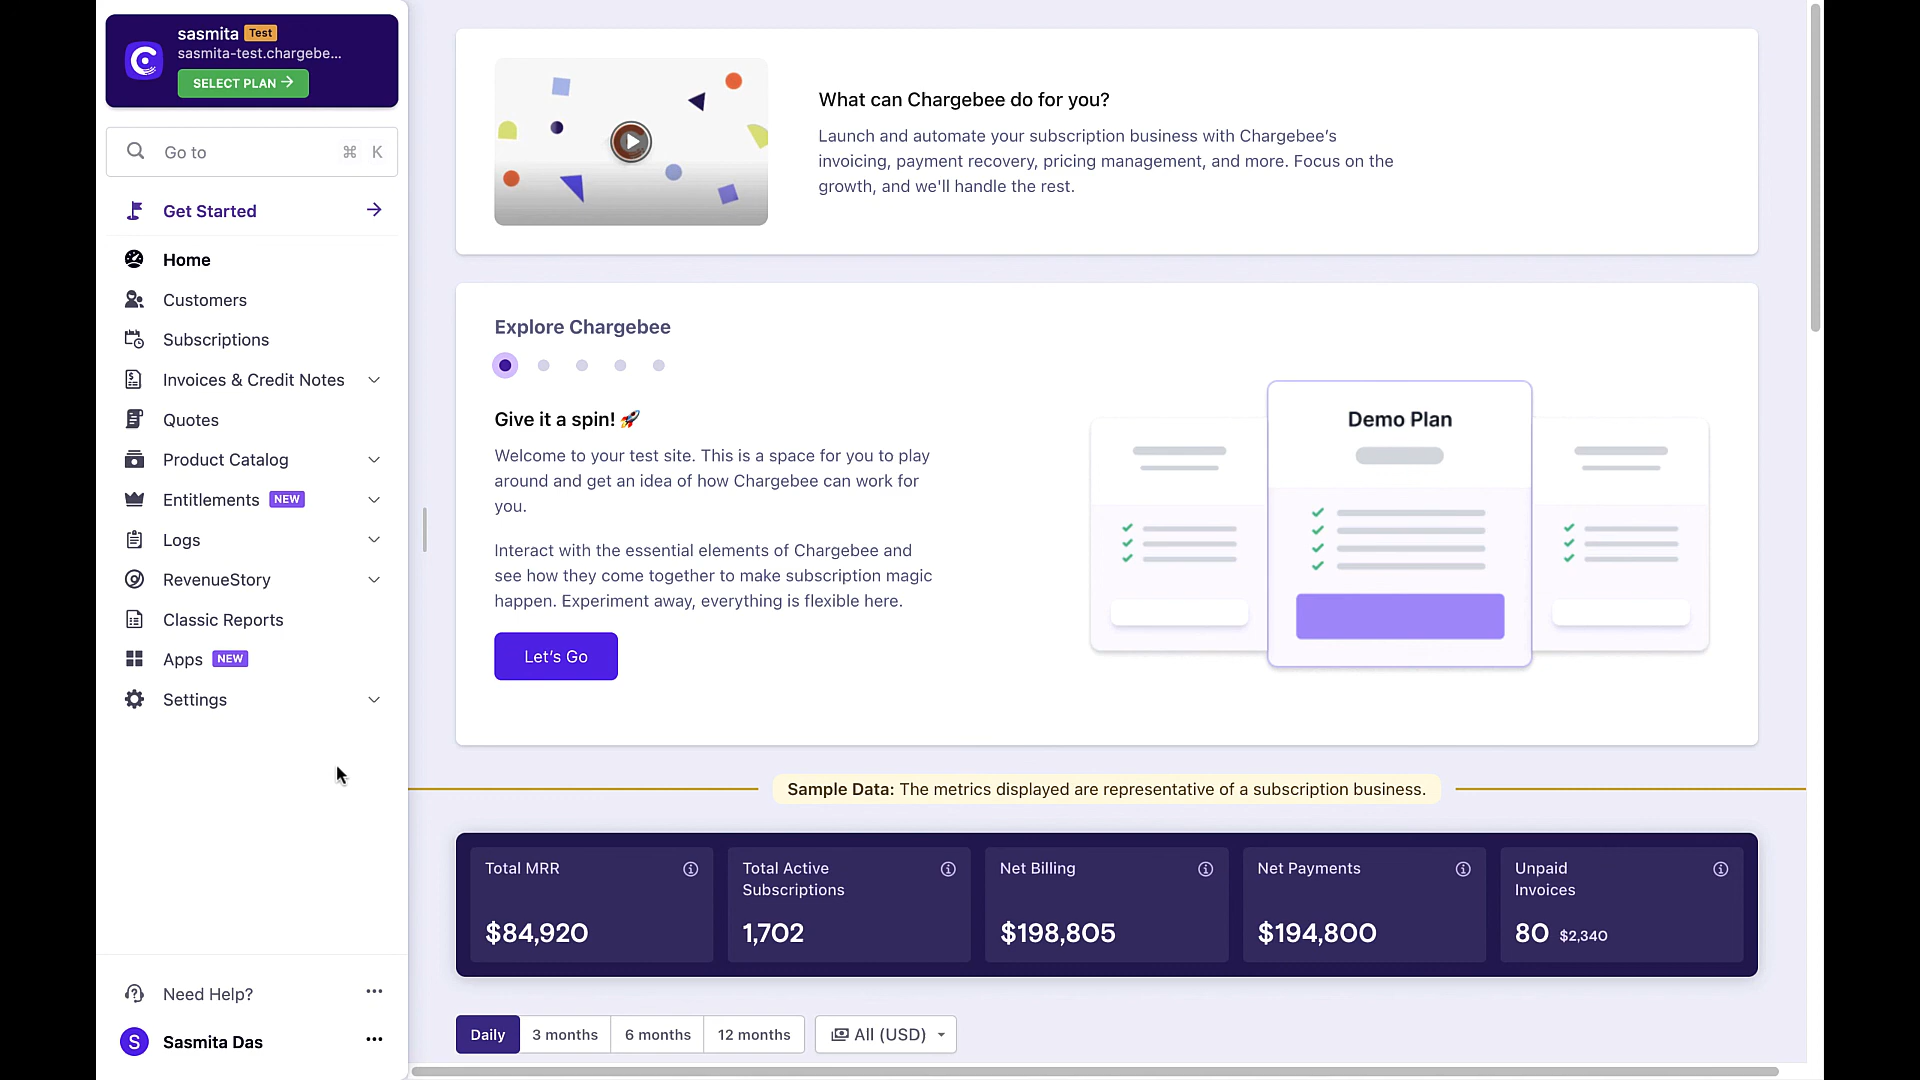 sasmita Test
sasmita-test.chargebe...
SELECT PLAN →
Go to ⌘ K
Get Started →
Home
Customers
Subscriptions
Invoices & Credit Notes
Quotes
Product Catalog
Entitlements NEW
Logs
RevenueStory
Classic Reports
Apps NEW
Settings
Need Help? ...
S Sasmita Das ...
What can Chargebee do for you?
Launch and automate your subscription business with Chargebee’s
invoicing, payment recovery, pricing management, and more. Focus on the
growth, and we'll handle the rest.
Explore Chargebee
Give it a spin! 🚀
Welcome to your test site. This is a space for you to play
around and get an idea of how Chargebee can work for
you.
Interact with the essential elements of Chargebee and
see how they come together to make subscription magic
happen. Experiment away, everything is flexible here.
Let’s Go
Demo Plan
Sample Data: The metrics displayed are representative of a subscription business.
Total MRR
$84,920
Total Active
Subscriptions
1,702
Net Billing
$198,805
Net Payments
$194,800
Unpaid
Invoices
80 $2,340
Daily 3 months 6 months 12 months All (USD)